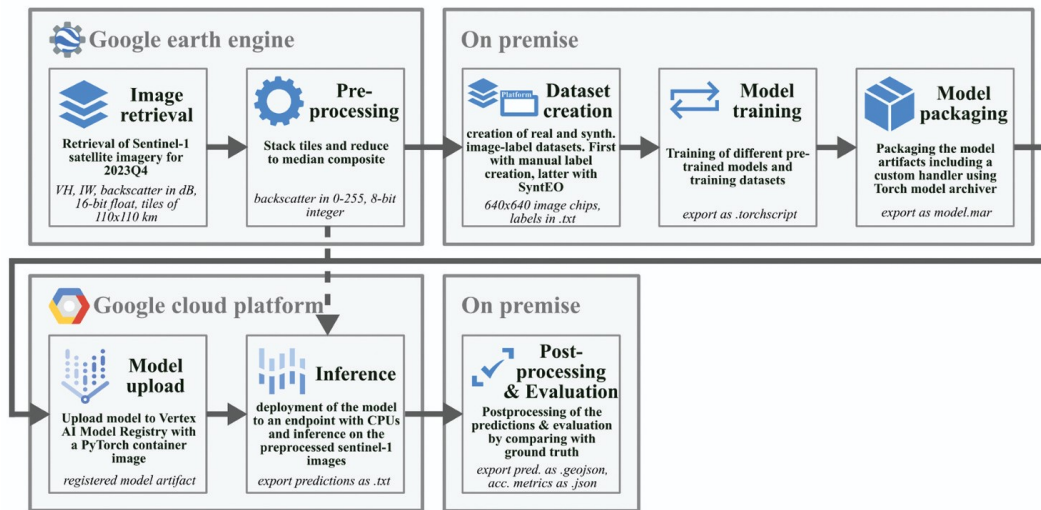 Google earth engine
Image
retrieval
Retrieval of Sentinel-1
satellite imagery for
2023Q4
VH, IW, backscatter in dB,
16-bit float, tiles of
110x110 km
Pre-
processing
Stack tiles and reduce
to median composite
backscatter in 0-255, 8-bit
integer
On premise
Platform
Dataset
creation
creation of real and synth.
image-label datasets. First
with manual label
creation, latter with
SyntEO
640x640 image chips,
labels in .txt
Model
training
Training of different pre-
trained models and
training datasets
export as .torchscript
Model
packaging
Packaging the model
artifacts including a
custom handler using
Torch model archiver
export as model.mar
Google cloud platform
Model
upload
Upload model to Vertex
AI Model Registry with
a PyTorch container
image
registered model artifact
Inference
deployment of the model
to an endpoint with CPUs
and inference on the
preprocessed sentinel-1
images
export predictions as .txt
On premise
Post-
processing
& Evaluation
Postprocessing of the
predictions & evaluation
by comparing with
ground truth
export pred. as .geojson,
acc. metrics as .json